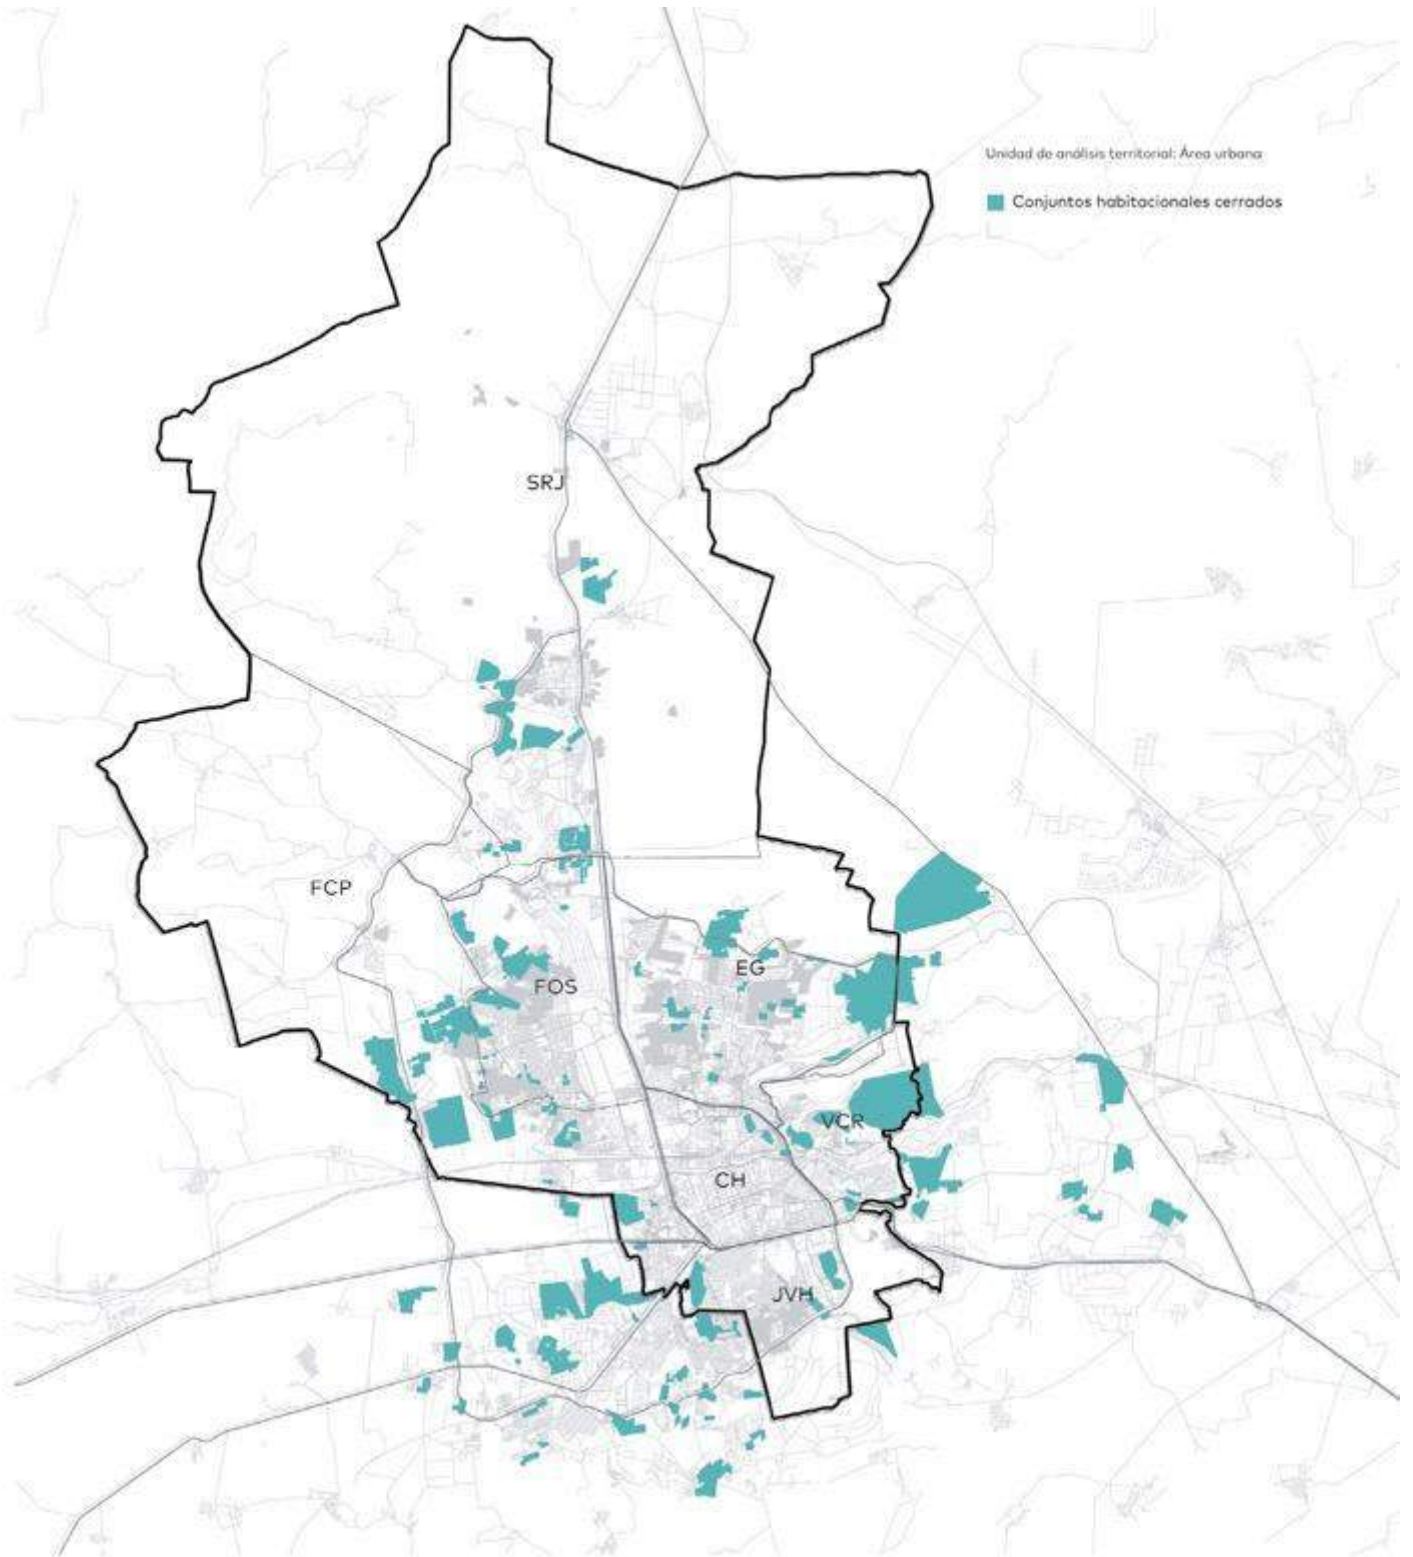 Unidad de análisis territorial: Área urbana
Conjuntos habitacionales cerrados
SRJ
FCP
EG
FOS
VCR
CH
JVH